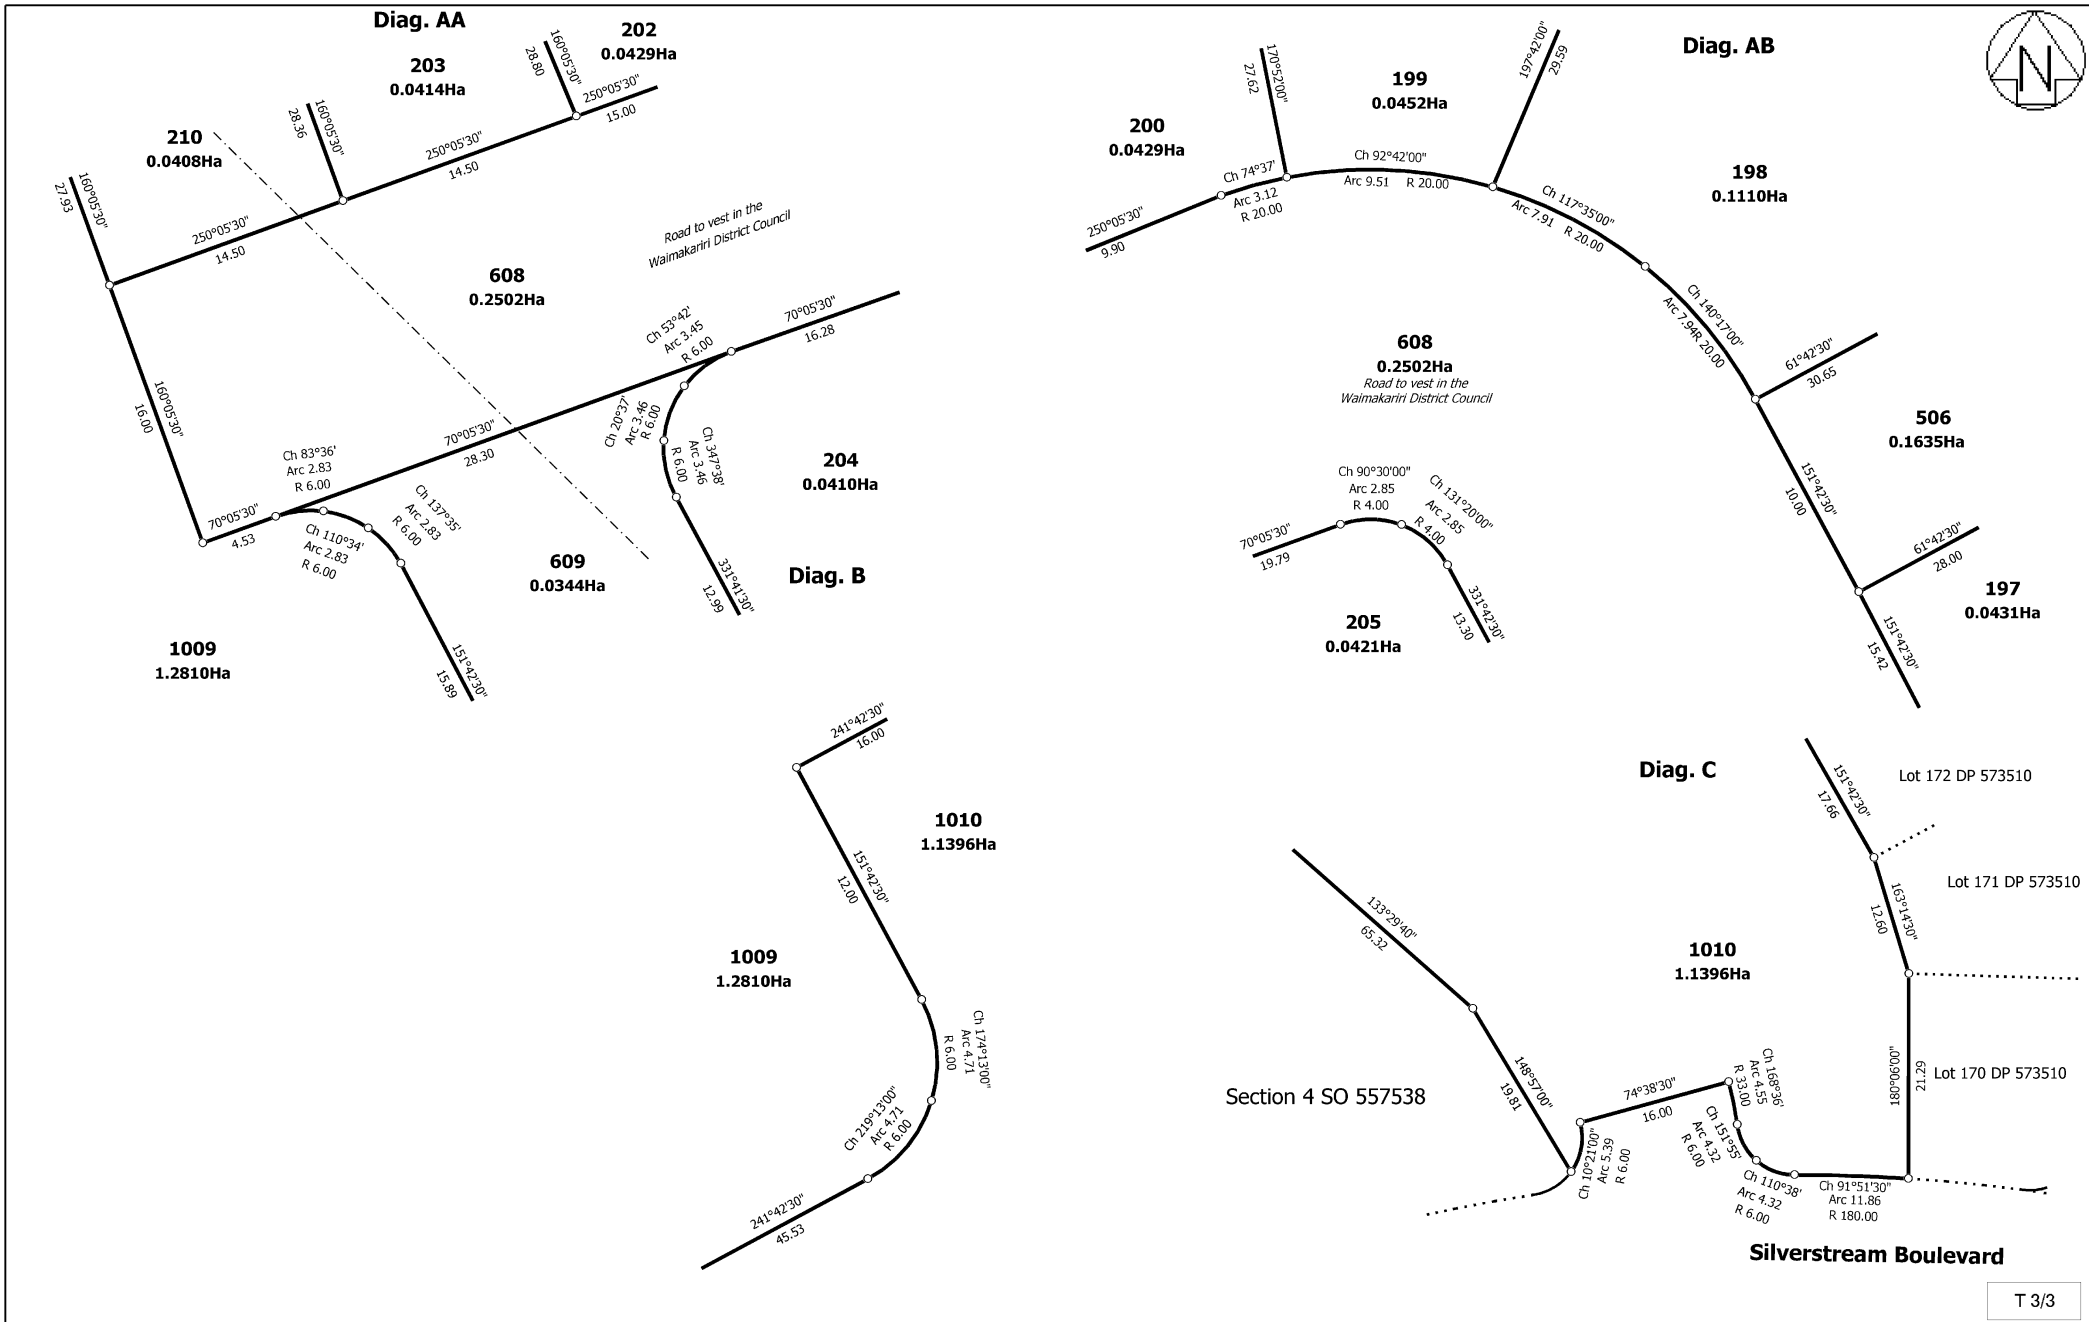 Diag. AA
202
0.0429Ha
203
0.0414Ha
160°05'30"
28.80
250°05'30"
15.00
160°05'30"
28.36
250°05'30"
14.50
210
0.0408Ha
160°05'30"
27.93
250°05'30"
14.50
Road to vest in the
Waimakariri District Council
608
0.2502Ha
160°05'30"
16.00
70°05'30"
16.28
Ch 53°42'
Arc 3.45
R 6.00
Ch 20°37'
Arc 3.46
R 6.00
Ch 347°38'
Arc 3.46
R 6.00
70°05'30"
28.30
204
0.0410Ha
Ch 83°36'
Arc 2.83
R 6.00
70°05'30"
4.53
Ch 110°34'
Arc 2.83
R 6.00
Ch 137°35'
Arc 2.83
R 6.00
609
0.0344Ha
331°41'30"
12.99
151°42'30"
15.89
1009
1.2810Ha
Diag. B
241°42'30"
16.00
1010
1.1396Ha
151°42'30"
12.00
1009
1.2810Ha
Ch 174°13'00"
Arc 4.71
R 6.00
Ch 219°13'00"
Arc 4.71
R 6.00
241°42'30"
45.53
Diag. AB
N
199
0.0452Ha
170°52'00"
27.62
197°42'00"
29.59
200
0.0429Ha
198
0.1110Ha
Ch 74°37'
Arc 3.12
R 20.00
Ch 92°42'00"
Arc 9.51 R 20.00
Ch 117°35'00"
Arc 7.91 R 20.00
250°05'30"
9.90
Ch 140°17'00"
Arc 7.94R 20.00
608
0.2502Ha
Road to vest in the
Waimakariri District Council
61°42'30"
30.65
506
0.1635Ha
151°42'30"
10.00
61°42'30"
28.00
197
0.0431Ha
151°42'30"
15.42
Ch 90°30'00"
Arc 2.85
R 4.00
Ch 131°20'00"
Arc 2.85
R 4.00
70°05'30"
19.79
331°42'30"
13.30
205
0.0421Ha
Diag. C
151°42'30"
17.66
Lot 172 DP 573510
Lot 171 DP 573510
163°14'30"
12.60
133°29'40"
65.32
1010
1.1396Ha
180°06'00"
21.29
Lot 170 DP 573510
Section 4 SO 557538
148°57'00"
19.81
74°38'30"
16.00
Ch 168°36'
Arc 4.55
R 33.00
Ch 151°55'
Arc 4.32
R 6.00
Ch 10°21'00"
Arc 5.39
R 6.00
Ch 110°38'
Arc 4.32
R 6.00
Ch 91°51'30"
Arc 11.86
R 180.00
Silverstream Boulevard
T 3/3